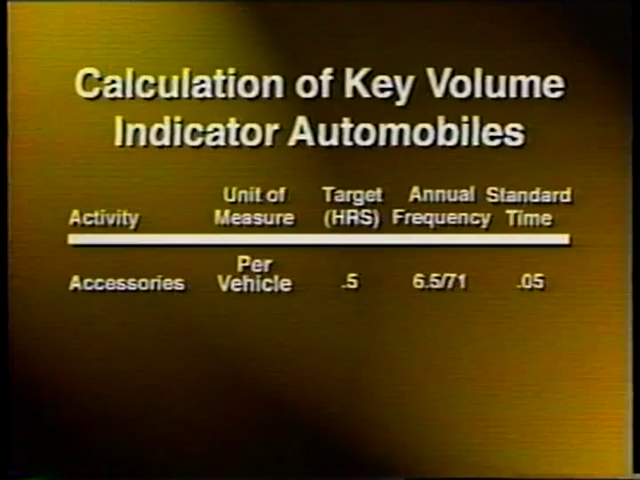 Calculation of Key Volume
Indicator Automobiles
Activity Unit of Measure Target (HRS) Annual Frequency Standard Time
Accessories Per Vehicle .5 6.5/71 .05